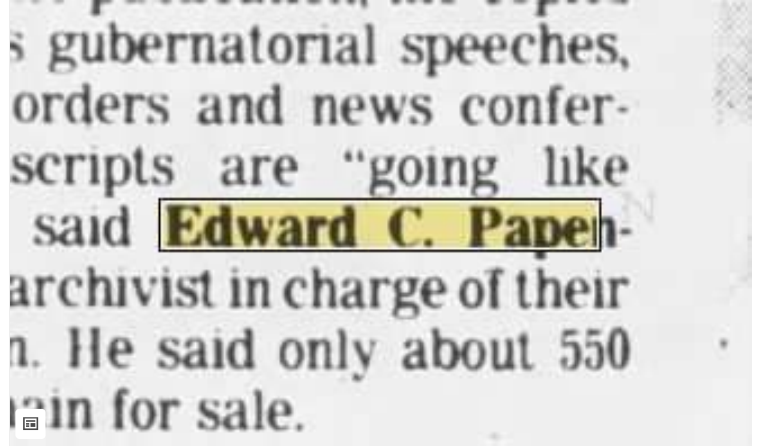 s gubernatorial speeches,
orders and news confer-
scripts are “going like
said Edward C. Papen-
archivist in charge of their
n. He said only about 550
ain for sale.